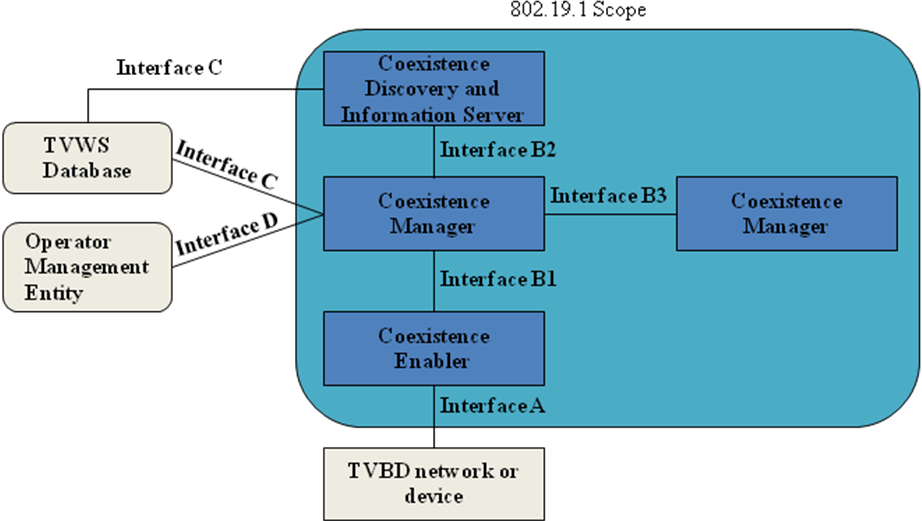 802.19.1 Scope
Interface C
Coexistence
Discovery and
Information Server
TVWS
Database
Interface C
Interface B2
Coexistence
Manager
Interface B3
Coexistence
Manager
Operator
Management
Entity
Interface D
Interface B1
Coexistence
Enabler
Interface A
TVBD network or
device